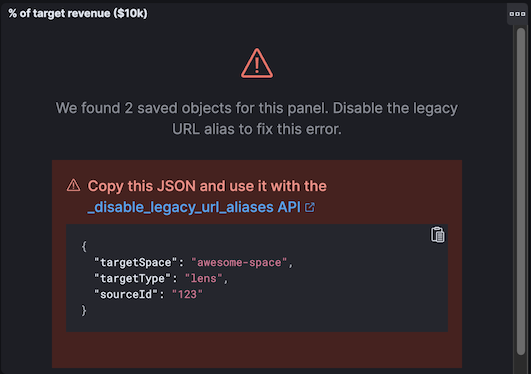 % of target revenue ($10k)
We found 2 saved objects for this panel. Disable the legacy
URL alias to fix this error.
Copy this JSON and use it with the
_disable_legacy_url_aliases API
{
"targetSpace": "awesome-space",
"targetType": "lens",
"sourceId": "123"
}